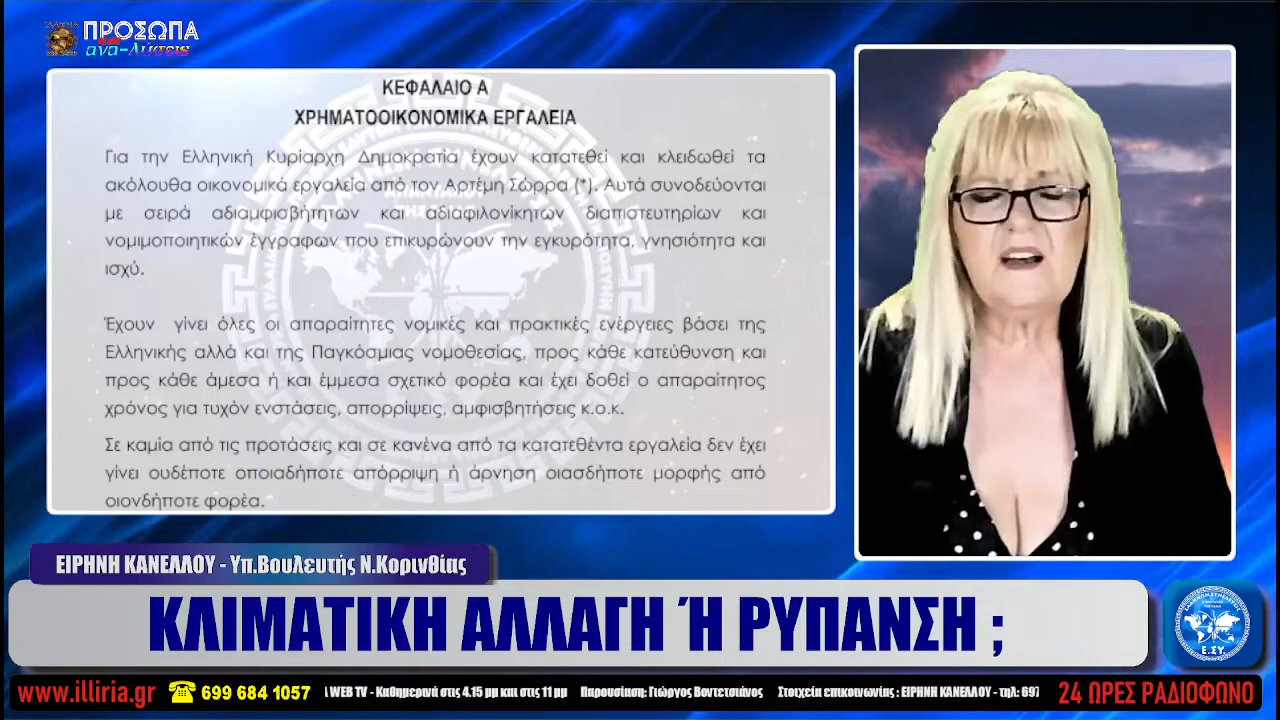 ΠΡΟΣΩΠΑ
και
ανα-λύσεις
ΚΕΦΑΛΑΙΟ Α
ΧΡΗΜΑΤΟΟΙΚΟΝΟΜΙΚΑ ΕΡΓΑΛΕΙΑ
Για την Ελληνική Κυρίαρχη Δημοκρατία έχουν κατατεθεί και κλειδωθεί τα
ακόλουθα οικονομικά εργαλεία από τον Αρτέμη Σώρρα (*). Αυτά συνοδεύονται
με σειρά αδιαμφισβήτητων και αδιαφιλονίκητων διαπιστευτηρίων και
νομιμοποιητικών έγγραφων που επικυρώνουν την εγκυρότητα, γνησιότητα και
ισχύ.
Έχουν γίνει όλες οι απαραίτητες νομικές και πρακτικές ενέργειες βάσει της
Ελληνικής αλλά και της Παγκόσμιας νομοθεσίας, προς κάθε κατεύθυνση και
προς κάθε άμεσα ή και έμμεσα σχετικό φορέα και έχει δοθεί ο απαραίτητος
χρόνος για τυχόν ενστάσεις, απορρίψεις, αμφισβητήσεις κ.ο.κ.
Σε καμία από τις προτάσεις και σε κανένα από τα κατατεθέντα εργαλεία δεν έχει
γίνει ουδέποτε οποιαδήποτε απόρριψη ή άρνηση οιασδήποτε μορφής από
οιονδήποτε φορέα.
ΕΙΡΗΝΗ ΚΑΝΕΛΛΟΥ - Υπ.Βουλευτής Ν.Κορινθίας
ΚΛΙΜΑΤΙΚΗ ΑΛΛΑΓΗ Ή ΡΥΠΑΝΣΗ ;
Ε.ΣΥ.
www.illiria.gr 699 684 1057 WEB TV - Καθημερινά στις 4.15 μμ και στις 11 μμ Παρουσίαση: Γιώργος Βοντετσιάνος Στοιχεία επικοινωνίας : ΕΙΡΗΝΗ ΚΑΝΕΛΛΟΥ - τηλ: 697 24 ΩΡΕΣ ΡΑΔΙΟΦΩΝΟ